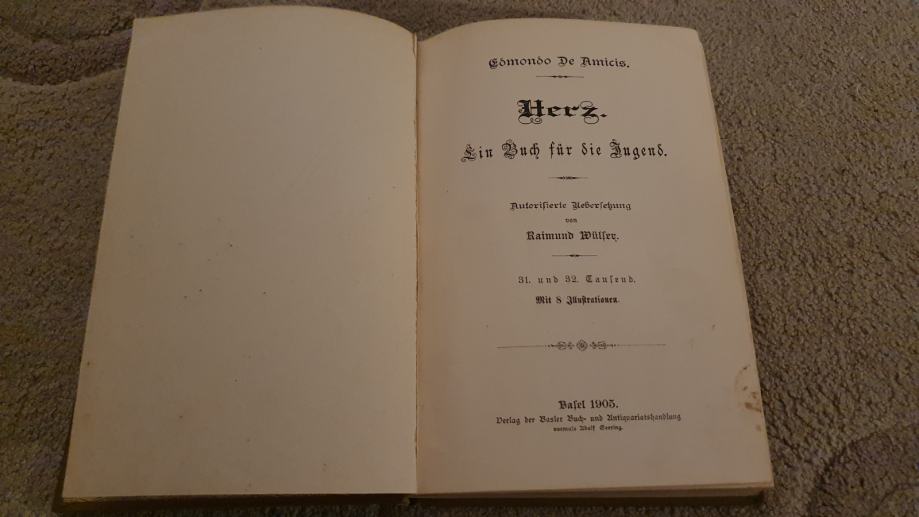 Edmondo De Amicis.
Herz.
Ein Buch für die Jugend.
Autorisierte Uebersetzung
von
Raimund Wülser.
31. und 32. Tausend.
Mit 8 Illustrationen.
Basel 1905.
Verlag der Basler Buch- und Antiquariatshandlung
vormals Adolf Geering.